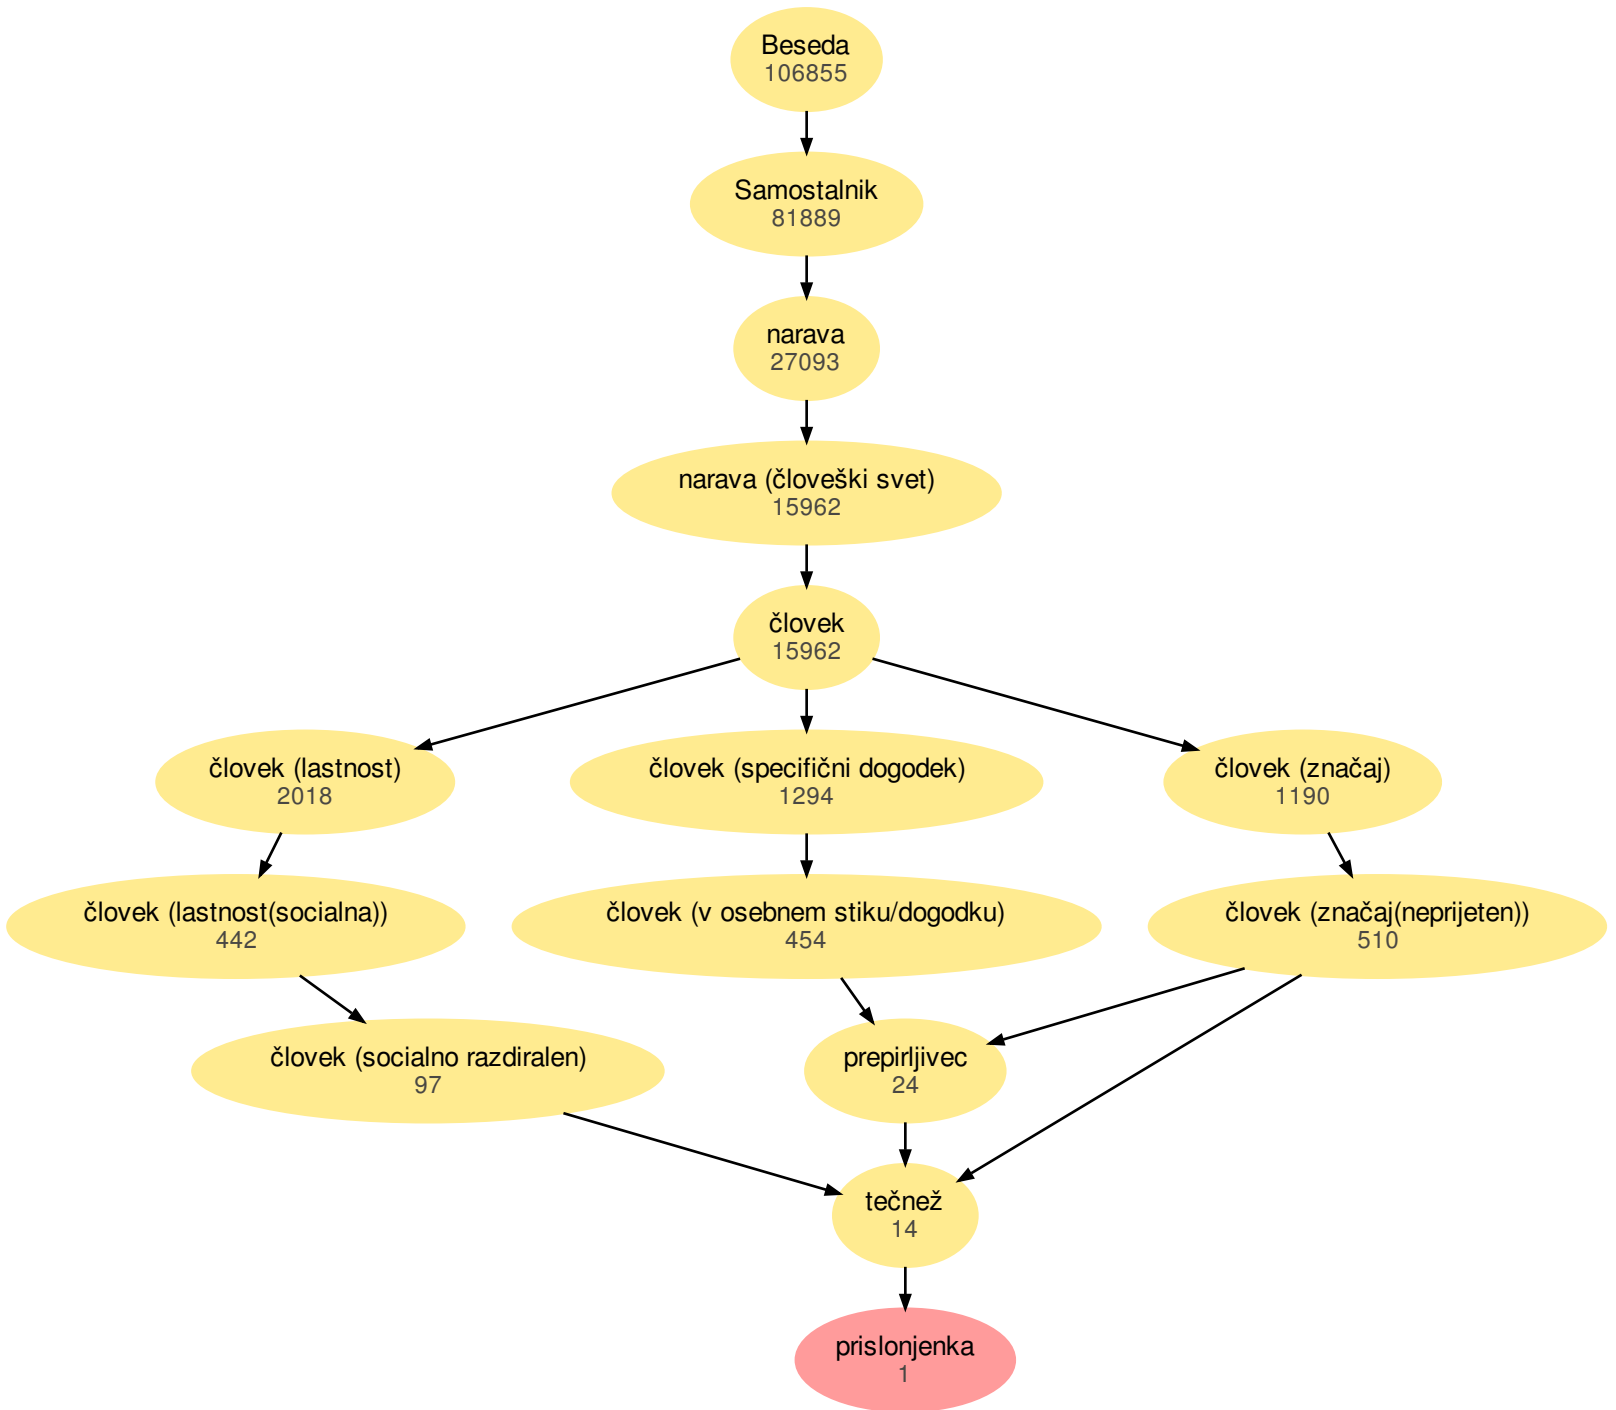 Beseda
106855
Samostalnik
81889
narava
27093
narava (človeški svet)
15962
človek
15962
človek (lastnost)
2018
človek (specifični dogodek)
1294
človek (značaj)
1190
človek (lastnost(socialna))
442
človek (v osebnem stiku/dogodku)
454
človek (značaj(neprijeten))
510
človek (socialno razdiralen)
97
prepirljivec
24
tečnež
14
prislonjenka
1